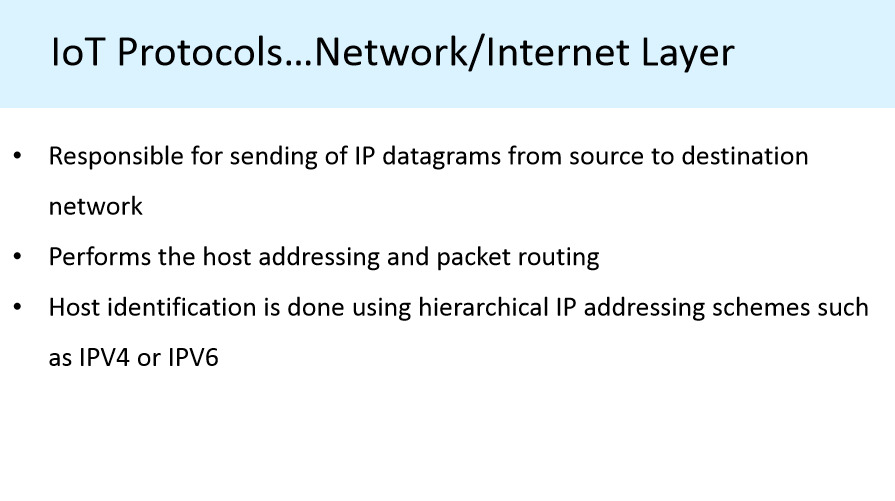 IoT Protocols...Network/Internet Layer
• Responsible for sending of IP datagrams from source to destination
network
• Performs the host addressing and packet routing
• Host identification is done using hierarchical IP addressing schemes such
as IPV4 or IPV6